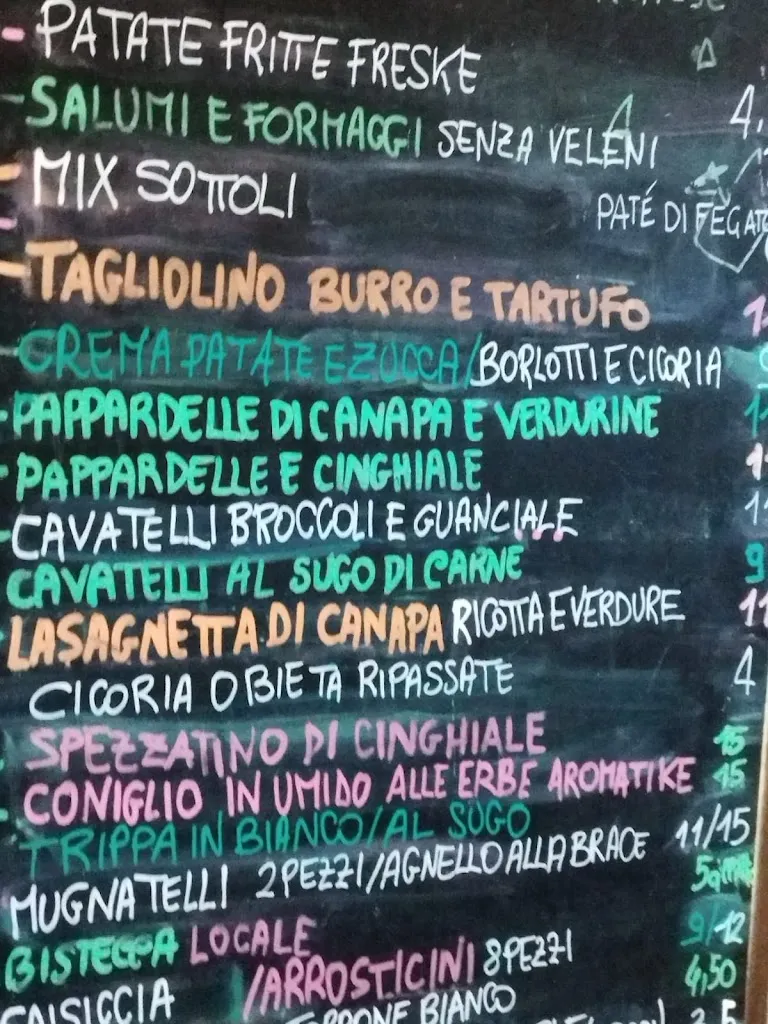 - PATATE FRITTE FRESKE
- SALUMI E FORMAGGI SENZA VELENI 4,
- MIX SOTTOLI
PATÉ DI FEGATO
- TAGLIOLINO BURRO E TARTUFO
- CREMA PATATE E ZUCCA/BORLOTTI E CICORIA
- PAPPARDELLE DI CANAPA E VERDURINE
- PAPPARDELLE E CINGHIALE
- CAVATELLI BROCCOLI E GUANCIALE
CAVATELLI AL SUGO DI CARNE 9
LASAGNETTA DI CANAPA RICOTTA E VERDURE 11
CICORIA O BIETA RIPASSATE 4
SPEZZATINO DI CINGHIALE 15
CONIGLIO IN UMIDO ALLE ERBE AROMATIKE 15
TRIPPA IN BIANCO/AL SUGO
MUGNATELLI 2 PEZZI/AGNELLO ALLA BRACE 11/15
BISTECCA LOCALE 9/12
/ARROSTICINI 8 PEZZI 4,50
BIANCO